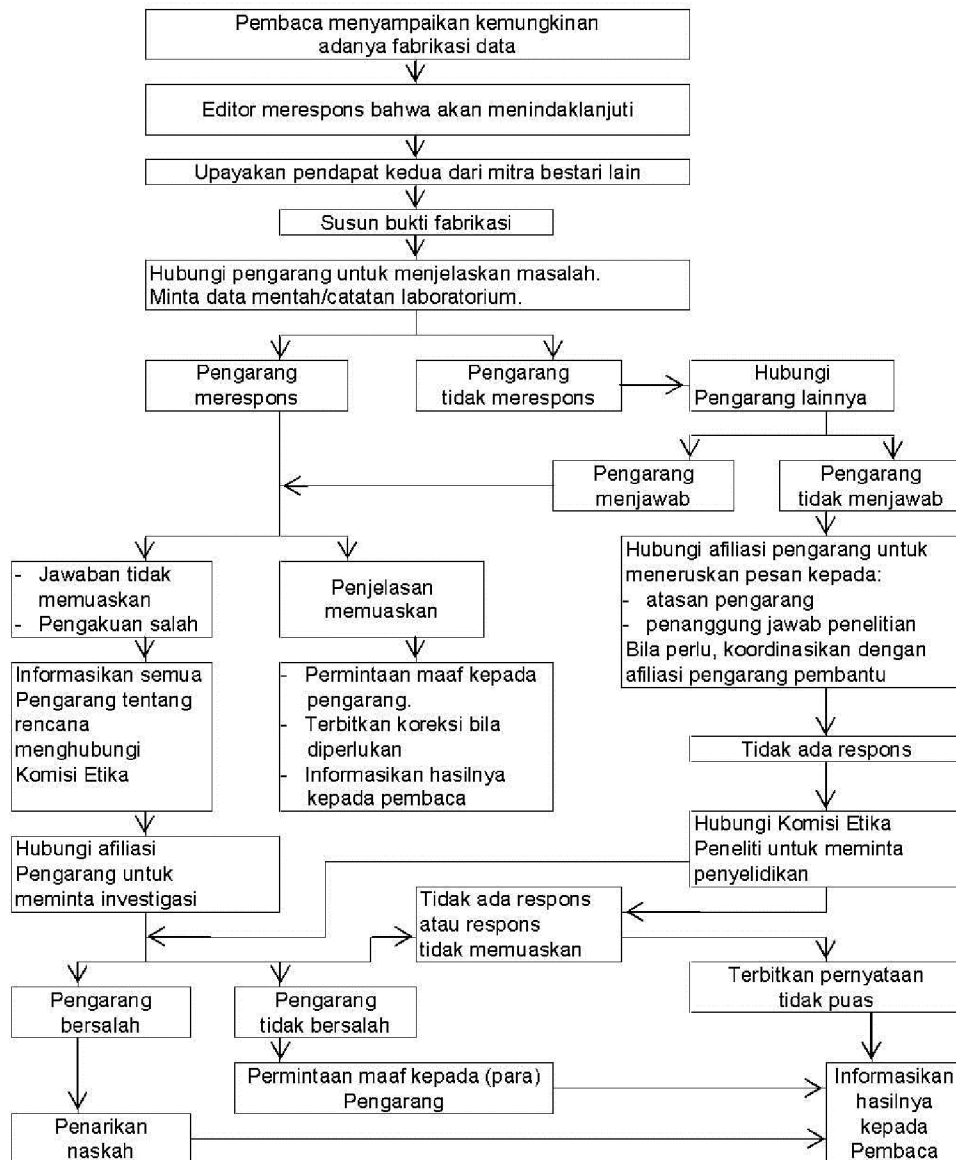 Pembaca menyampaikan kemungkinan
adanya fabrikasi data
Editor merespons bahwa akan menindaklanjuti
Upayakan pendapat kedua dari mitra bestari lain
Susun bukti fabrikasi
Hubungi pengarang untuk menjelaskan masalah.
Minta data mentah/catatan laboratorium.
Pengarang
merespons
Pengarang
tidak merespons
Hubungi
Pengarang lainnya
Pengarang
menjawab
Pengarang
tidak menjawab
- Jawaban tidak
memuaskan
- Pengakuan salah
Penjelasan
memuaskan
Hubungi afiliasi pengarang untuk
meneruskan pesan kepada:
- atasan pengarang
- penanggung jawab penelitian
Bila perlu, koordinasikan dengan
afiliasi pengarang pembantu
Informasikan semua
Pengarang tentang
rencana
menghubungi
Komisi Etika
- Permintaan maaf kepada
pengarang.
- Terbitkan koreksi bila
diperlukan
- Informasikan hasilnya
kepada pembaca
Tidak ada respons
Hubungi afiliasi
Pengarang untuk
meminta investigasi
Hubungi Komisi Etika
Peneliti untuk meminta
penyelidikan
Tidak ada respons
atau respons
tidak memuaskan
Pengarang
bersalah
Pengarang
tidak bersalah
Terbitkan pernyataan
tidak puas
Permintaan maaf kepada (para)
Pengarang
Penarikan
naskah
Informasikan
hasilnya
kepada
Pembaca